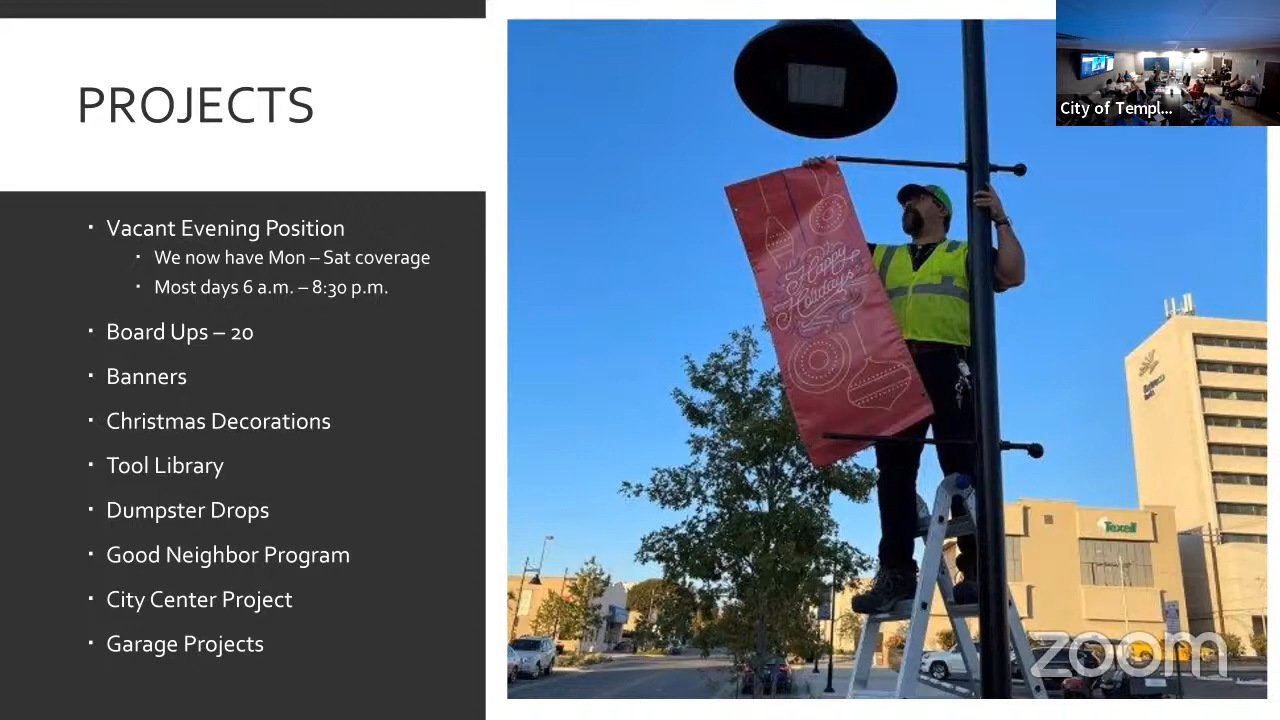 PROJECTS
Vacant Evening Position
We now have Mon – Sat coverage
Most days 6 a.m. – 8:30 p.m.
Board Ups – 20
Banners
Christmas Decorations
Tool Library
Dumpster Drops
Good Neighbor Program
City Center Project
Garage Projects
City of Templ...
Happy
Holidays
Texell
zoom